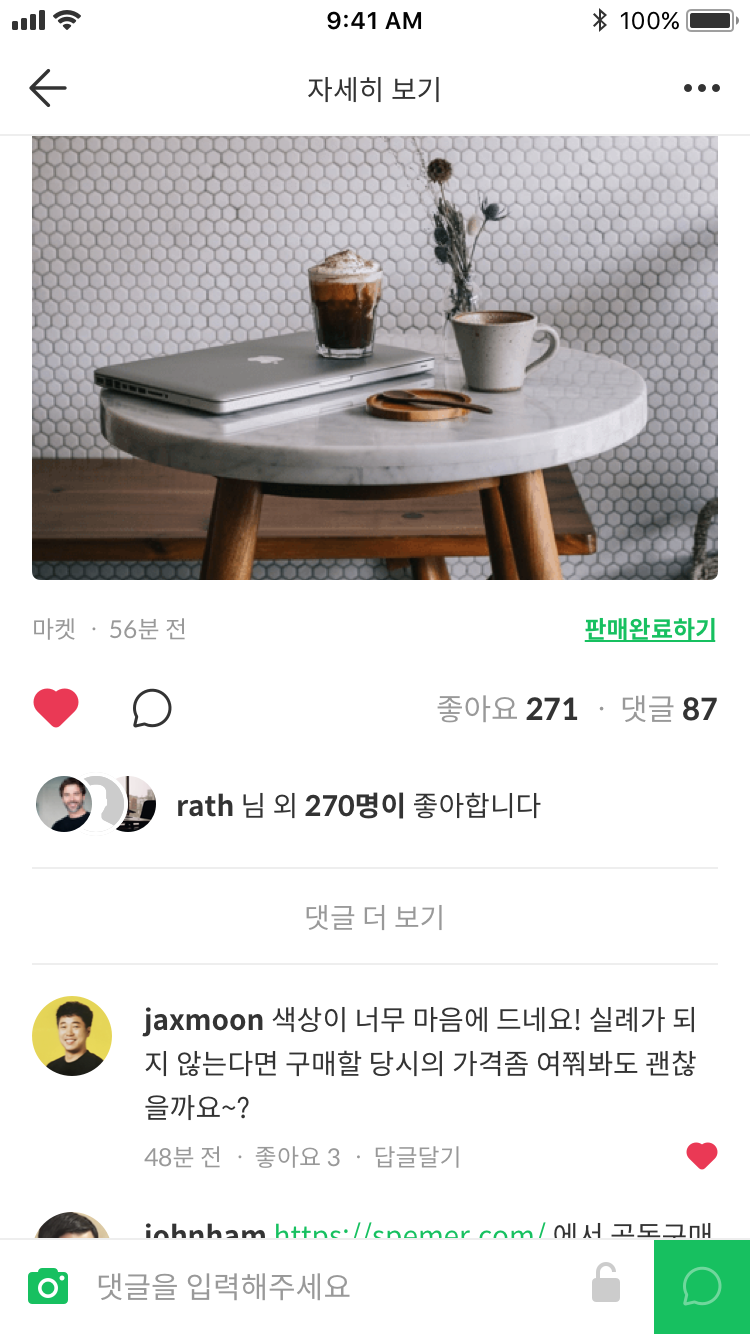 9:41 AM
100%
자세히 보기
마켓 · 56분 전
판매완료하기
좋아요 271 · 댓글 87
rath 님 외 270명이 좋아합니다
댓글 더 보기
jaxmoon 색상이 너무 마음에 드네요! 실례가 되
지 않는다면 구매할 당시의 가격좀 여쭤봐도 괜찮
을까요~?
48분 전 · 좋아요 3 · 답글달기
johnham https://spemer.com/ 에서 공동구매
댓글을 입력해주세요